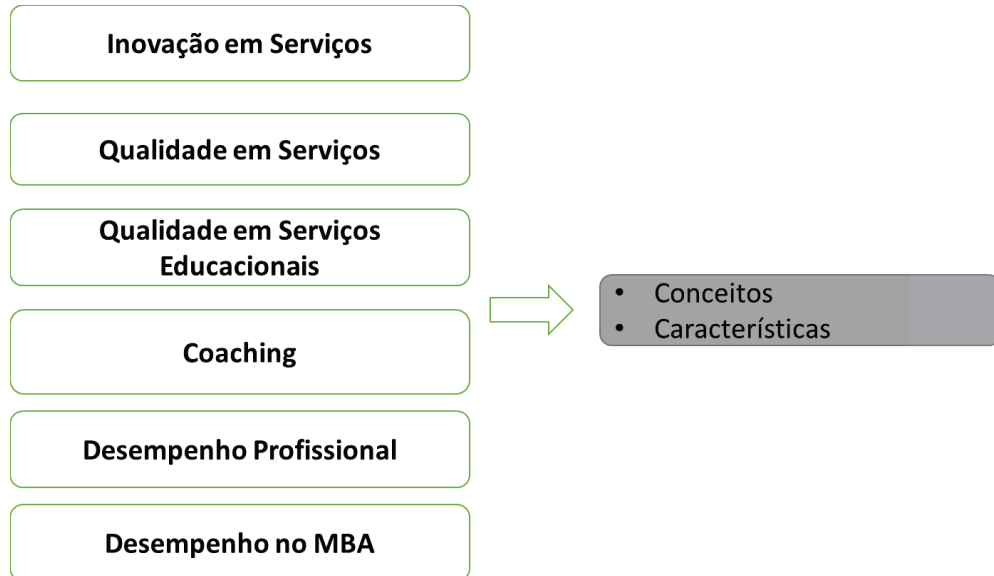 Inovação em Serviços
Qualidade em Serviços
Qualidade em Serviços
Educacionais
Coaching
Desempenho Profissional
Desempenho no MBA
• Conceitos
• Características